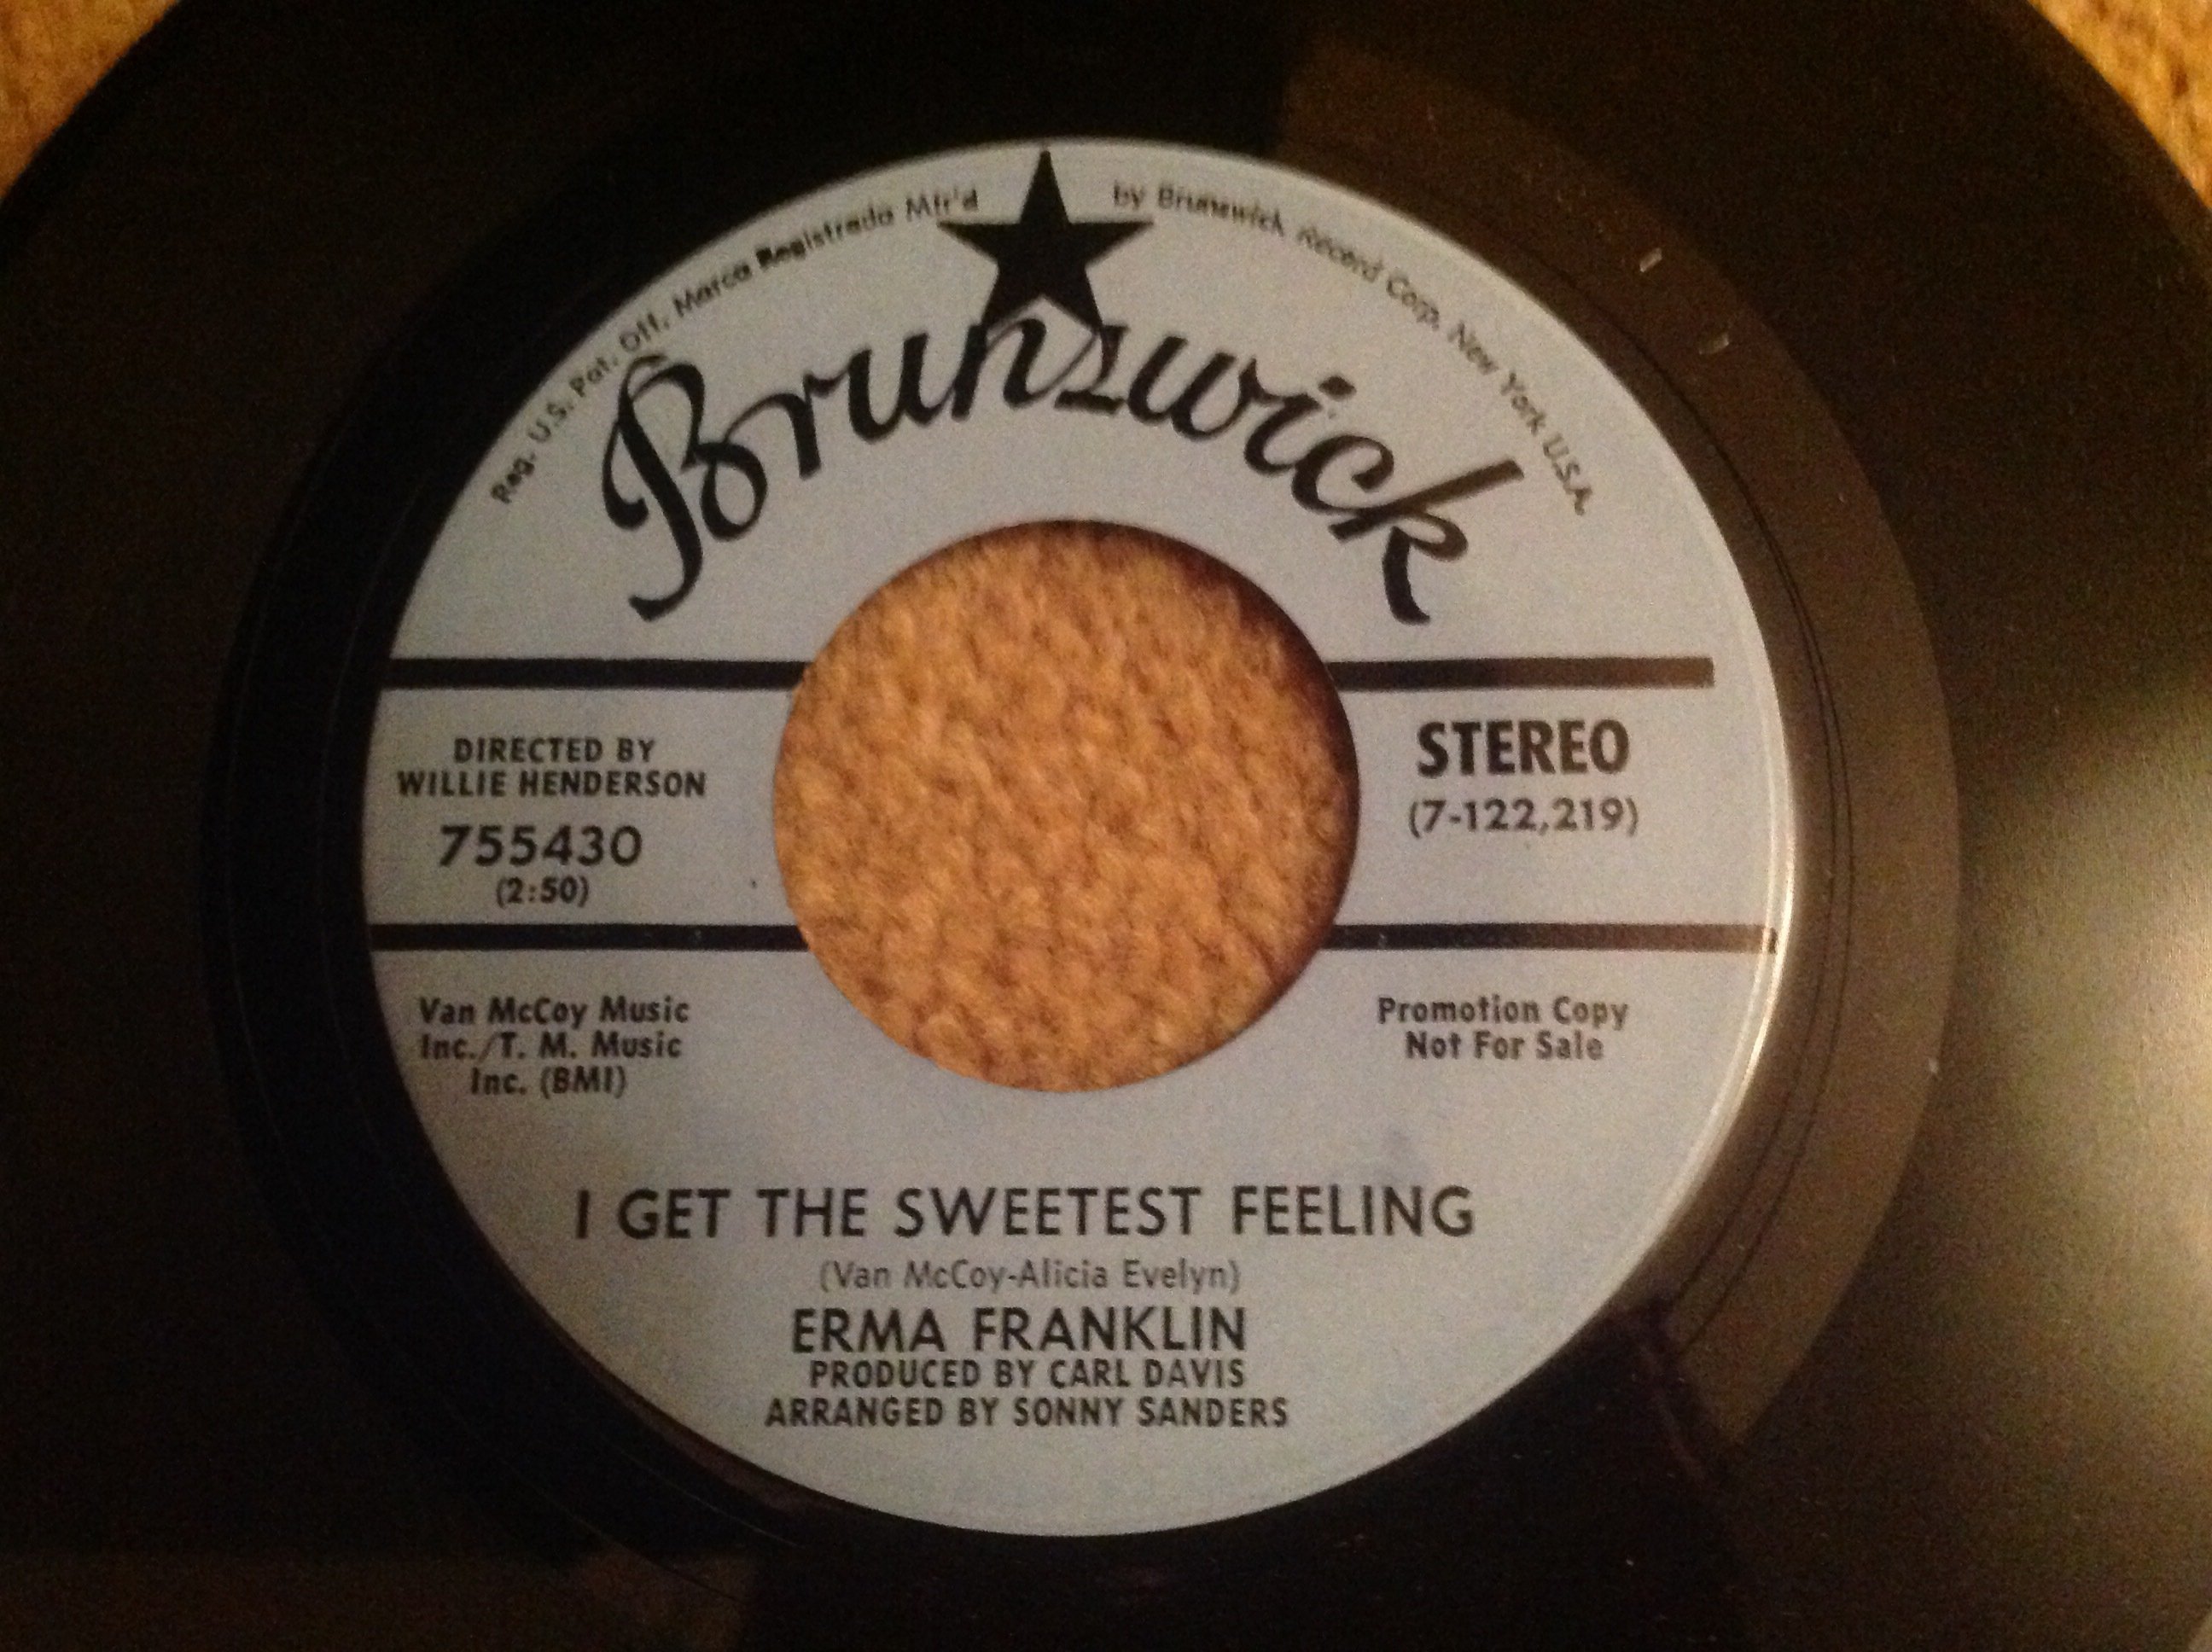 Reg. U.S. Pat. Off. Marca Registrada Mfr'd by Brunswick Record Corp. New York U.S.A.
Brunswick
DIRECTED BY
WILLIE HENDERSON
755430
(2:50)
STEREO
(7-122,219)
Van McCoy Music
Inc./T. M. Music
Inc. (BMI)
Promotion Copy
Not For Sale
I GET THE SWEETEST FEELING
(Van McCoy-Alicia Evelyn)
ERMA FRANKLIN
PRODUCED BY CARL DAVIS
ARRANGED BY SONNY SANDERS